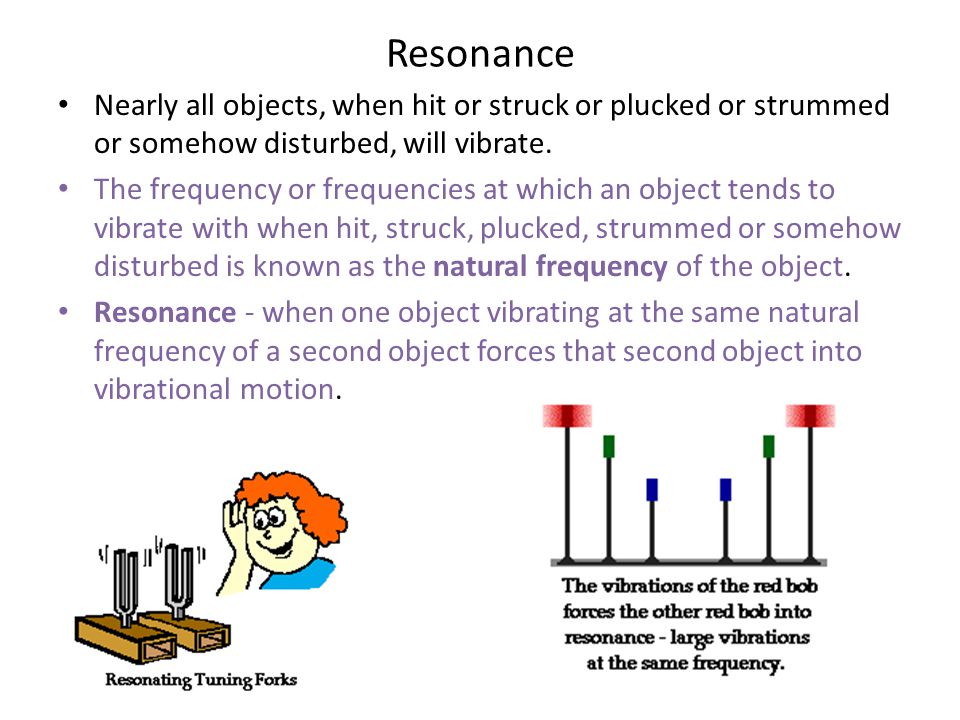 Resonance
• Nearly all objects, when hit or struck or plucked or strummed
or somehow disturbed, will vibrate.
• The frequency or frequencies at which an object tends to
vibrate with when hit, struck, plucked, strummed or somehow
disturbed is known as the natural frequency of the object.
• Resonance - when one object vibrating at the same natural
frequency of a second object forces that second object into
vibrational motion.
Resonating Tuning Forks
The vibrations of the red bob
forces the other red bob into
resonance - large vibrations
at the same frequency.